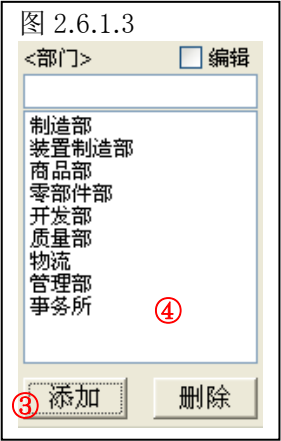 图 2.6.1.3
<部门> 编辑
制造部
装置制造部
商品部
零部件部
开发部
质量部
物流
管理部
事务所
④
③ 添加 删除